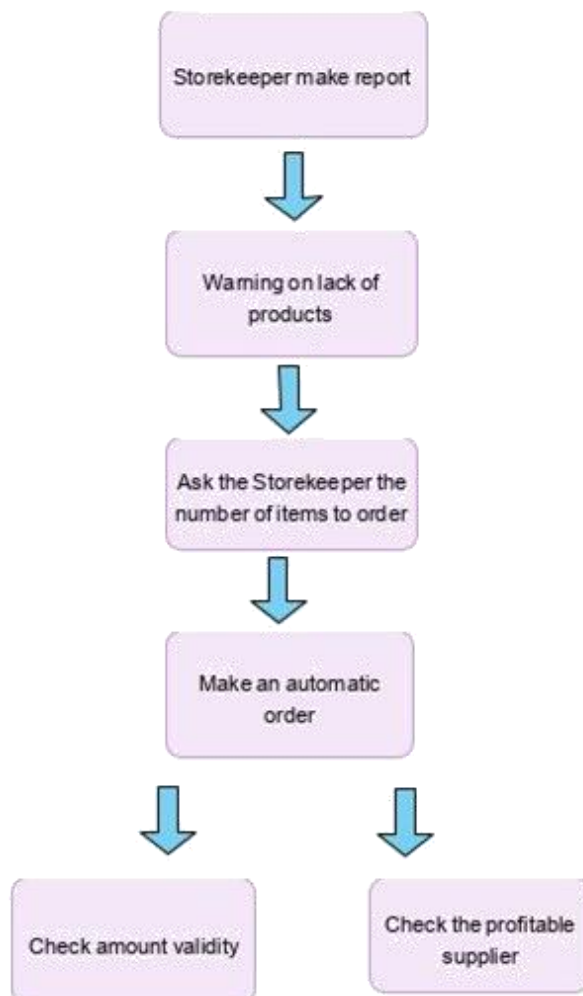 Storekeeper make report
Warning on lack of
products
Ask the Storekeeper the
number of items to order
Make an automatic
order
Check amount validity
Check the profitable
supplier